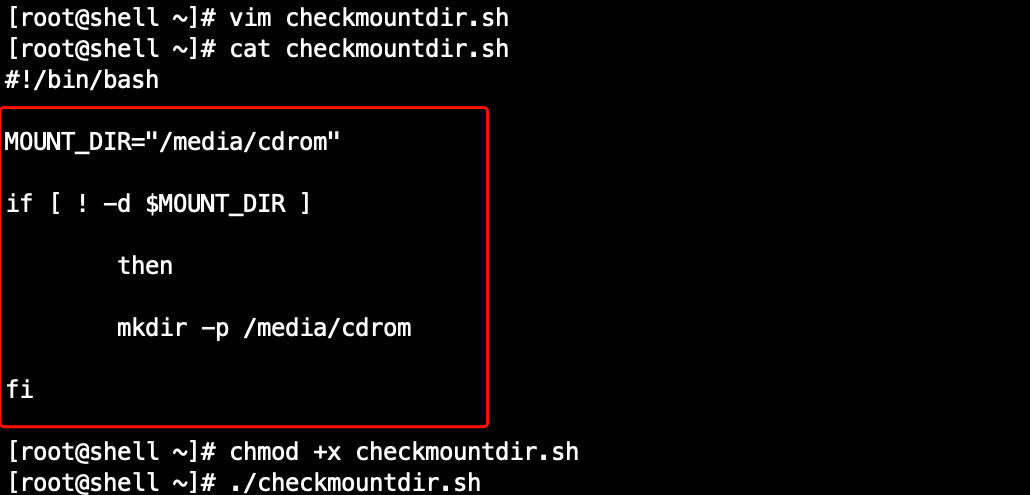 [root@shell ~]# vim checkmountdir.sh
[root@shell ~]# cat checkmountdir.sh
#!/bin/bash
MOUNT_DIR="/media/cdrom"
if [ ! -d $MOUNT_DIR ]
then
mkdir -p /media/cdrom
fi
[root@shell ~]# chmod +x checkmountdir.sh
[root@shell ~]# ./checkmountdir.sh